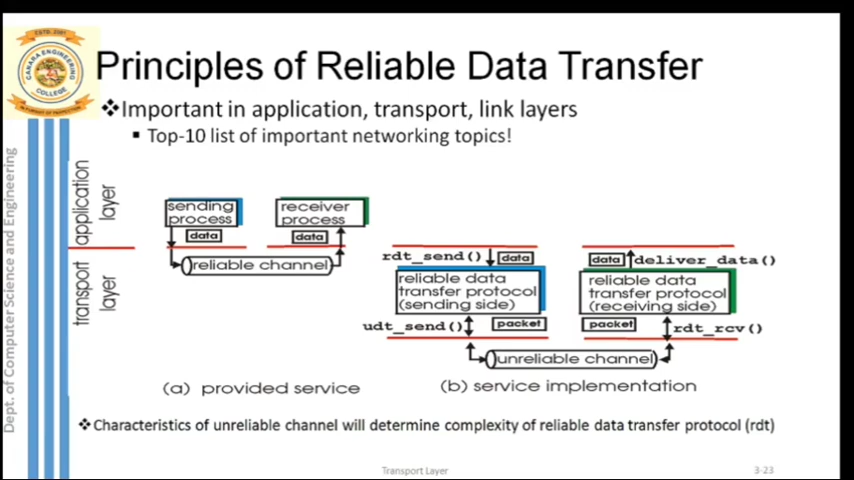 Principles of Reliable Data Transfer
❖Important in application, transport, link layers
▪ Top-10 list of important networking topics!
application
layer
transport
layer
sending
process
receiver
process
data
data
reliable channel
(a) provided service
rdt_send()
data
data
deliver_data()
reliable data
transfer protocol
(sending side)
reliable data
transfer protocol
(receiving side)
udt_send()
packet
packet
rdt_rcv()
unreliable channel
(b) service implementation
❖Characteristics of unreliable channel will determine complexity of reliable data transfer protocol (rdt)
Dept. of Computer Science and Engineering
CANARA ENGINEERING
COLLEGE
Transport Layer
3-23